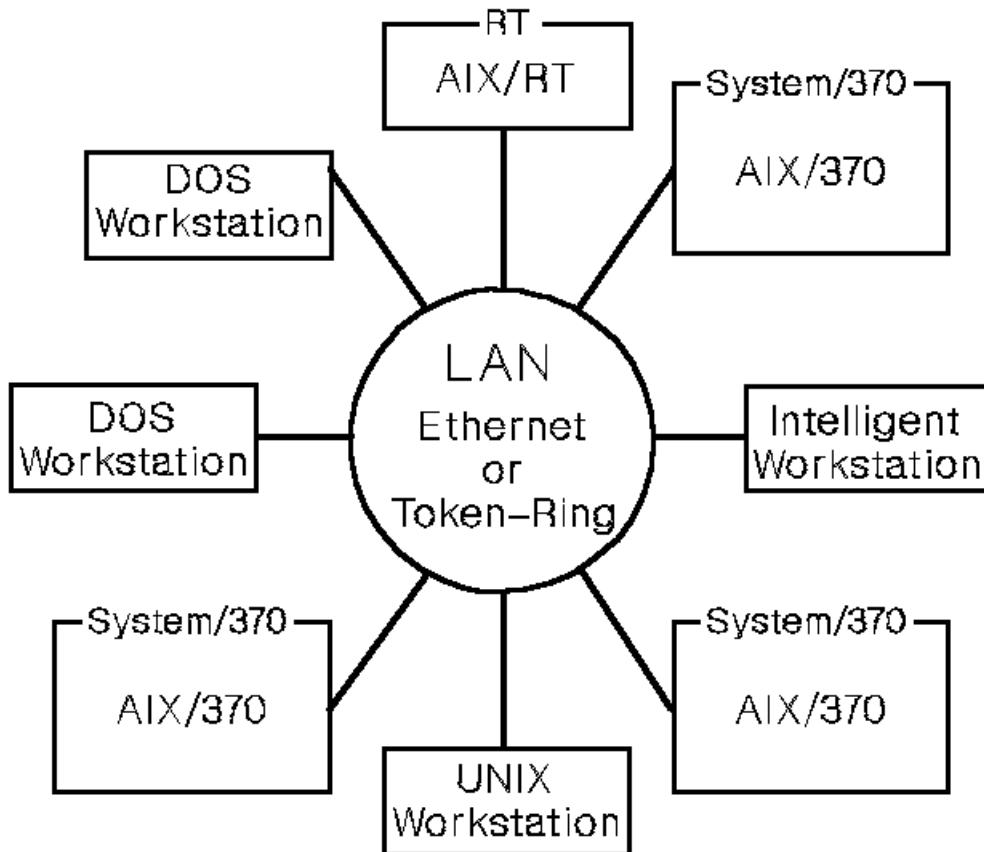 RT
AIX/RT
System/370
AIX/370
DOS
Workstation
LAN
Ethernet
or
Token-Ring
DOS
Workstation
Intelligent
Workstation
System/370
AIX/370
System/370
AIX/370
UNIX
Workstation